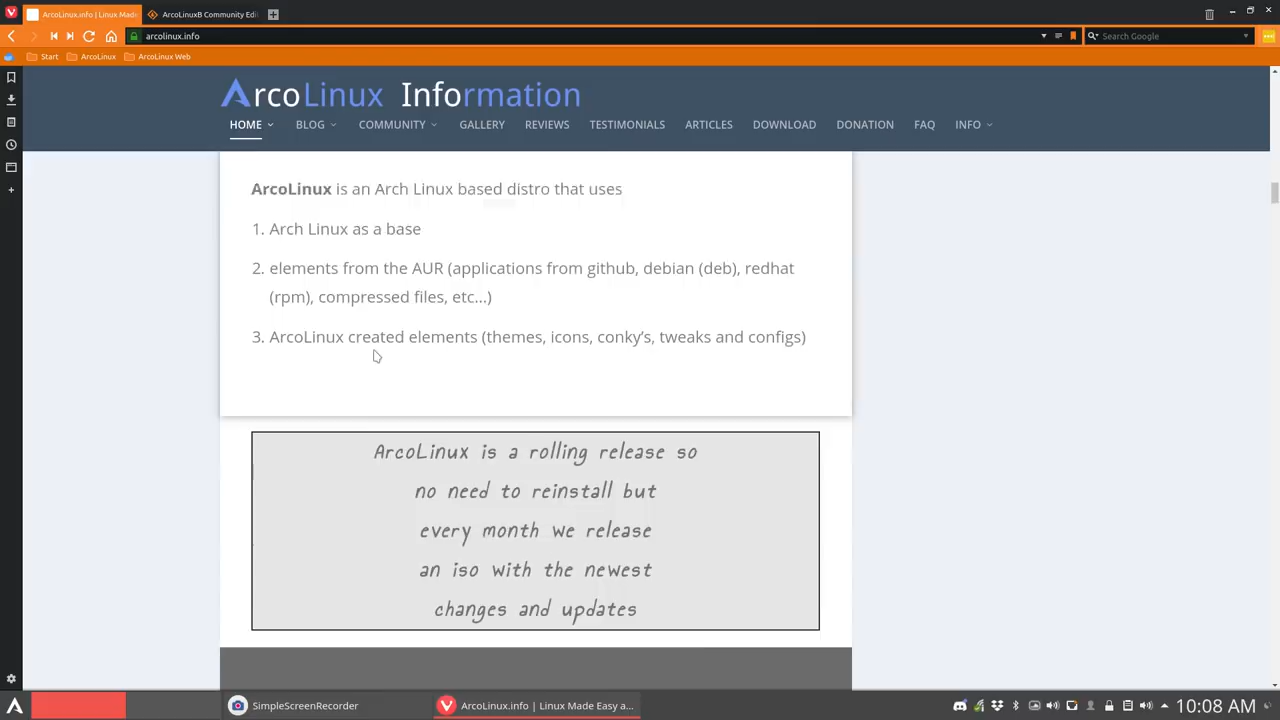 ArcoLinux.info | Linux Made
ArcoLinuxB Community Edi
arcolinux.info
Search Google
Start
ArcoLinux
ArcoLinux Web
ArcoLinux Information
HOME
BLOG
COMMUNITY
GALLERY
REVIEWS
TESTIMONIALS
ARTICLES
DOWNLOAD
DONATION
FAQ
INFO
ArcoLinux is an Arch Linux based distro that uses
1. Arch Linux as a base
2. elements from the AUR (applications from github, debian (deb), redhat
(rpm), compressed files, etc...)
3. ArcoLinux created elements (themes, icons, conky's, tweaks and configs)
ArcoLinux is a rolling release so
no need to reinstall but
every month we release
an iso with the newest
changes and updates
SimpleScreenRecorder
ArcoLinux.info | Linux Made Easy a...
10:08 AM